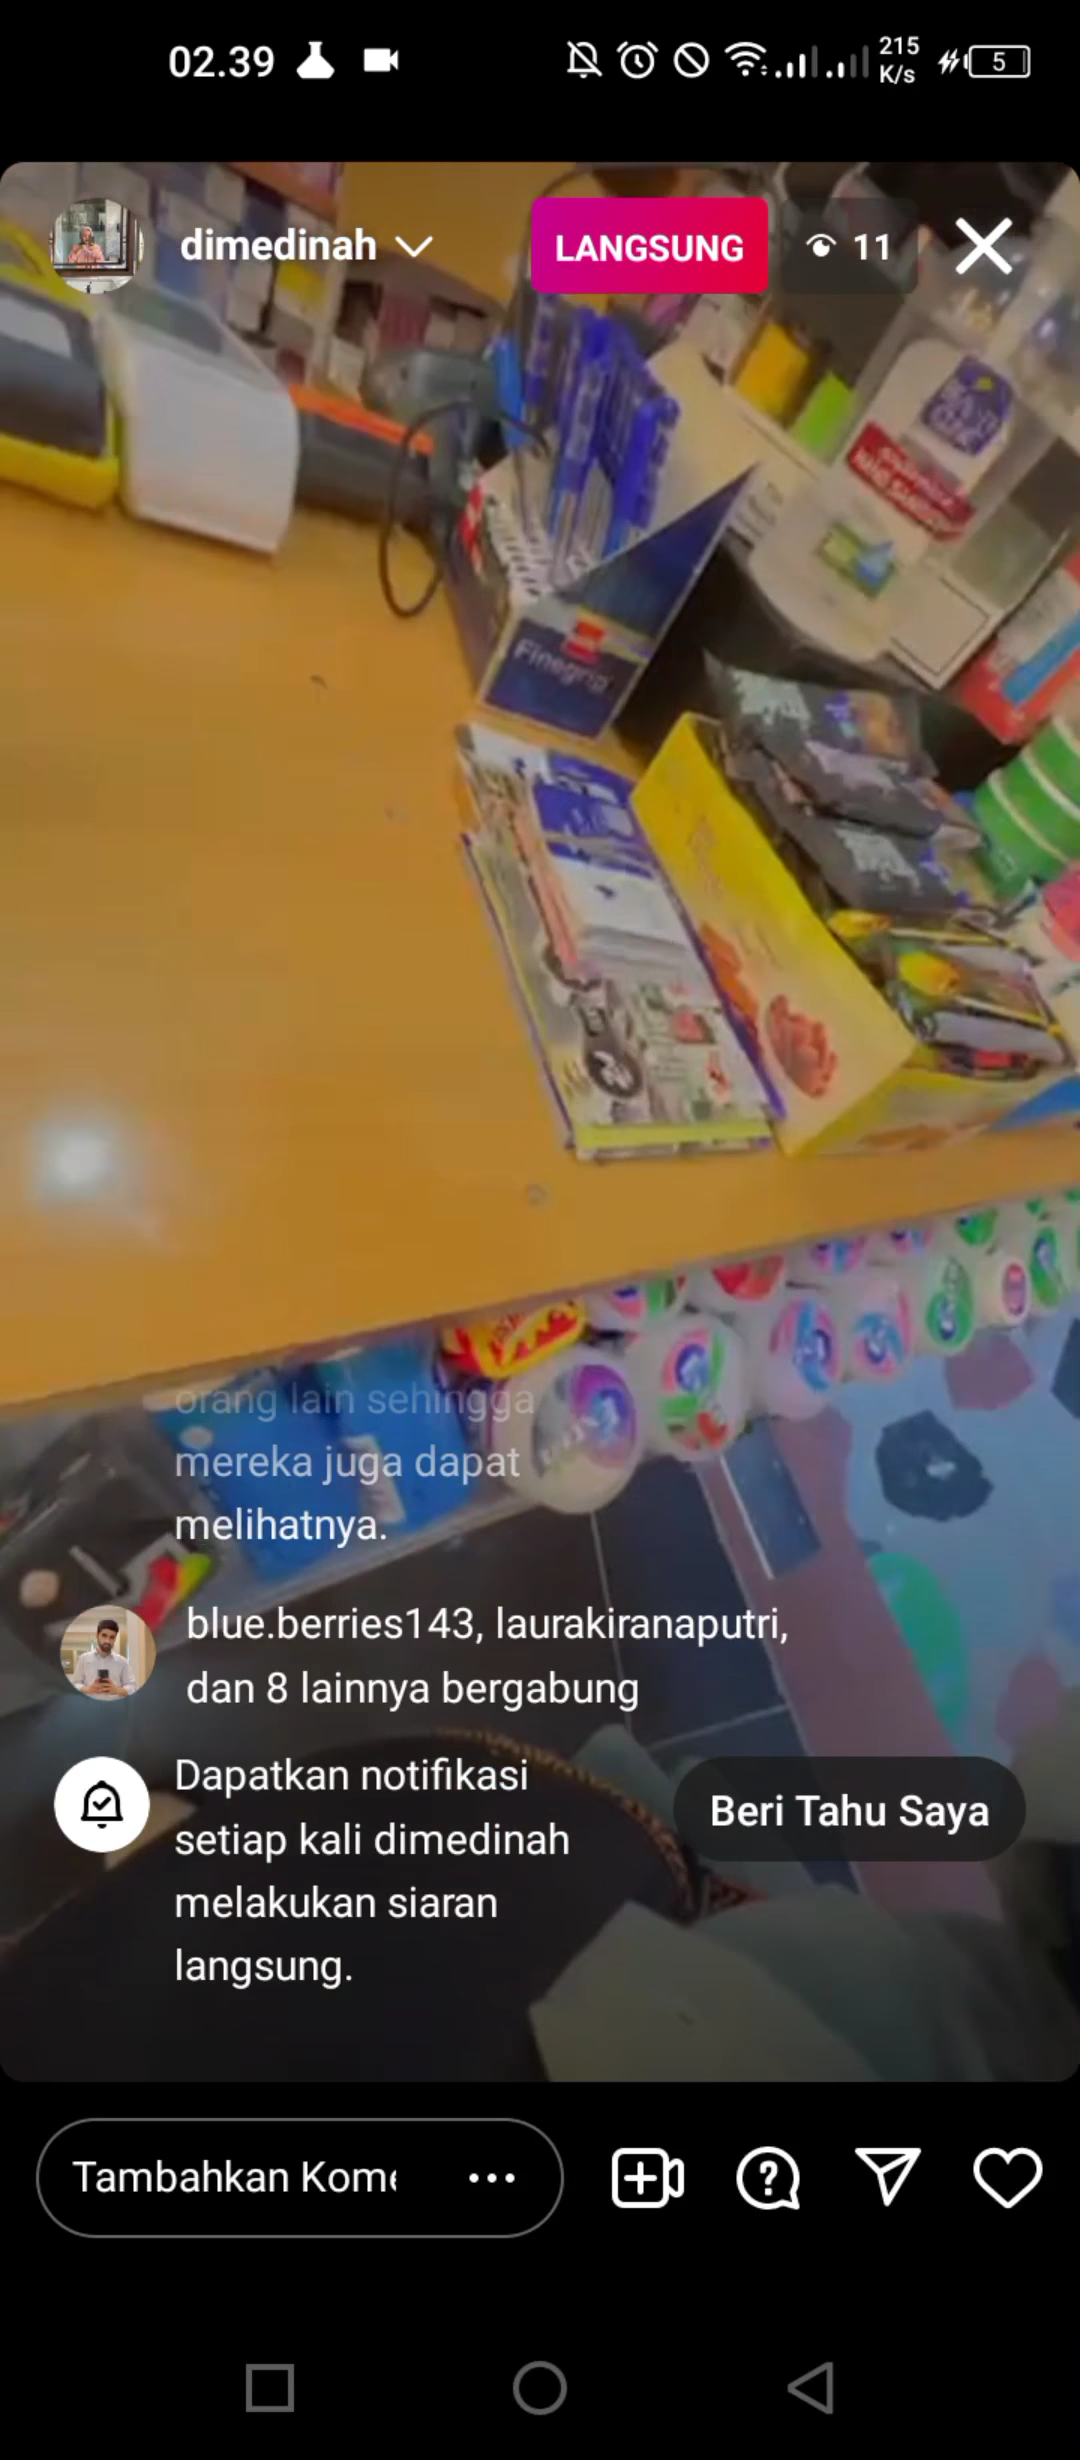 02.39
215
K/s
5
dimedinah
LANGSUNG
11
Finegrip
orang lain sehingga
mereka juga dapat
melihatnya.
blue.berries143, laurakiranaputri,
dan 8 lainnya bergabung
Dapatkan notifikasi
setiap kali dimedinah
melakukan siaran
langsung.
Beri Tahu Saya
Tambahkan Kom